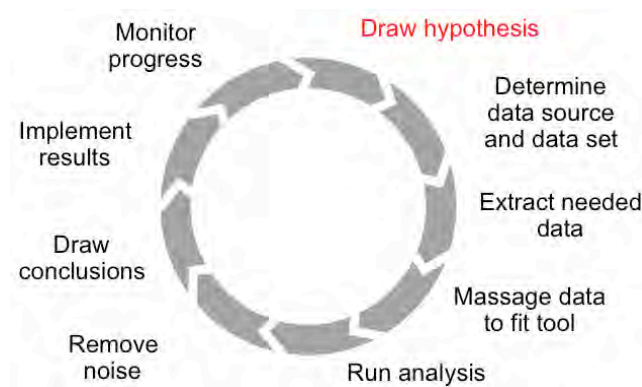 Draw hypothesis
Determine
data source
and data set
Extract needed
data
Massage data
to fit tool
Run analysis
Remove
noise
Draw
conclusions
Implement
results
Monitor
progress